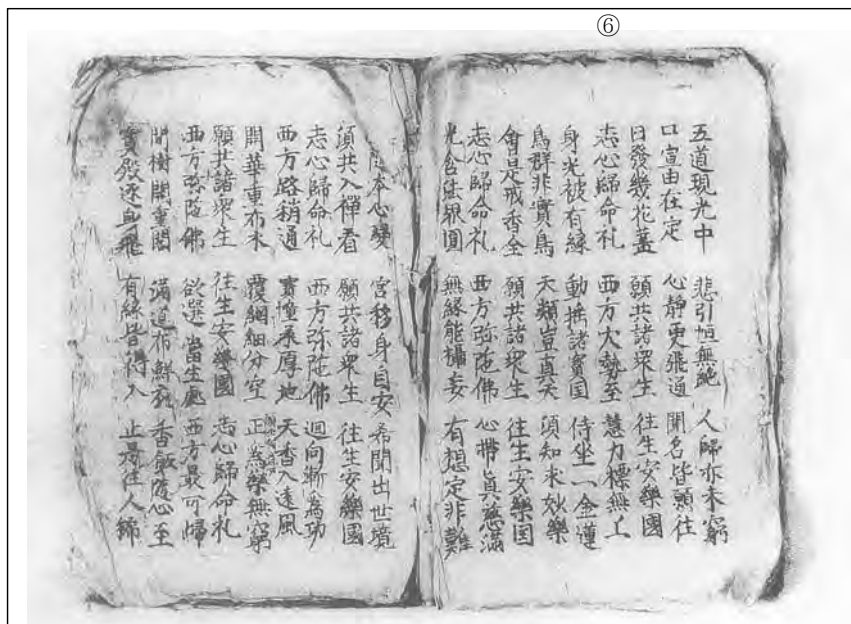 ⑥
五道現光中 悲引恒無絕 人歸亦未窮
口宣由在定 心静更飛通 聞名皆願往
日發幾花蓋 願共諸衆生 往生安樂國
志心歸命礼 西方大勢至 慧力標無上
身光被有緣 動搖諸寶国 侍坐一金蓮
鳥群非實鳥 天類豈真天 須知求妙樂
會是戒香全 願共諸衆生 往生安樂国
志心歸命礼 西方弥陀佛 心帶真慈滿
光含法界圓 無緣能攝妄 有想定非難
本心變 宮移身自安 希聞出世境
須共入禪看 願共諸衆生 往生安樂國
志心歸命礼 西方弥陀佛 迴向漸為功
西方路稍通 寶憧承厚地 天香入遠風
開華重布水 覆網細分空 正為樂無窮
願共諸衆生 往生安樂國 志心歸命礼
西方弥陀佛 欲選當生處 西方最可歸
間樹開重閣 滿道布鮮花 香飯隨心至
寶殿逐身飛 有緣皆得入 止是往人